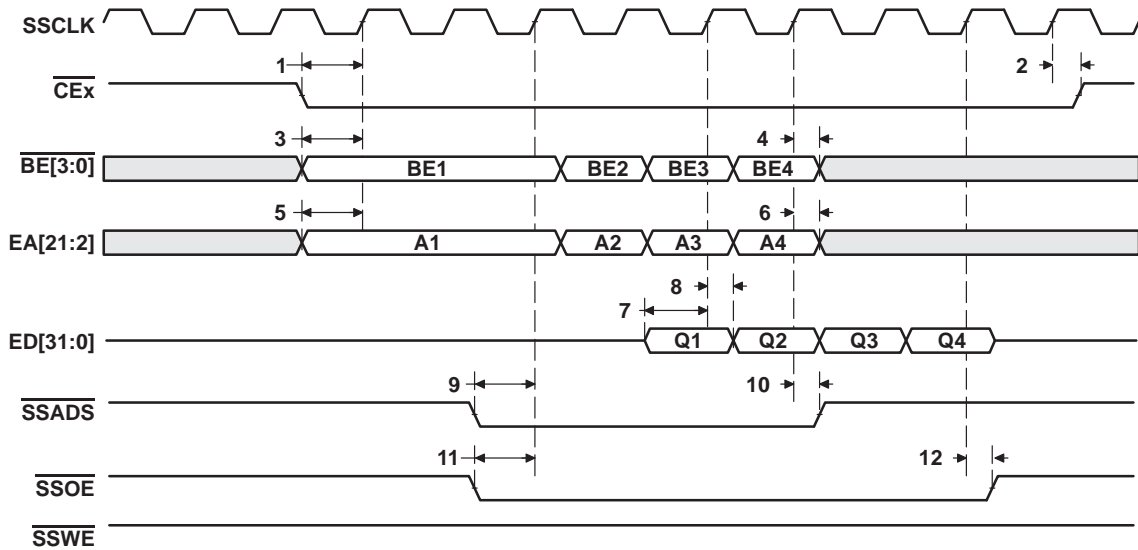 SSCLK
1
2
CEx
3
4
BE[3:0]
BE1
BE2
BE3
BE4
5
6
EA[21:2]
A1
A2
A3
A4
7
8
ED[31:0]
Q1
Q2
Q3
Q4
9
10
SSADS
11
12
SSOE
SSWE